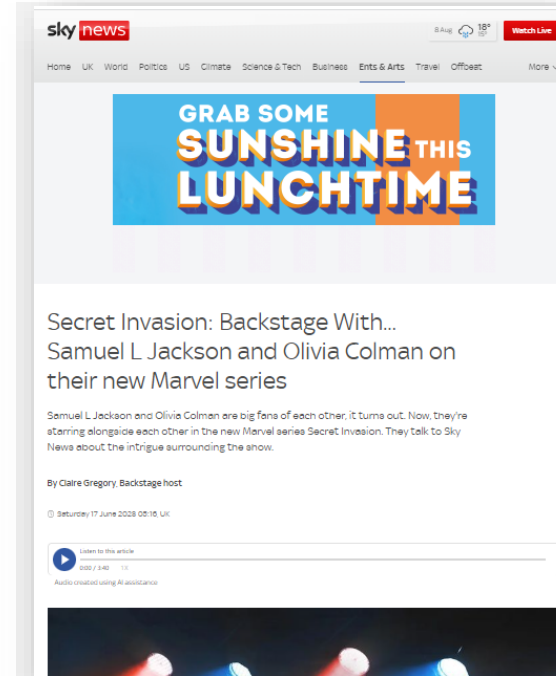 sky news
8 Aug 18°
Watch Live
Home UK World Politics US Climate Science & Tech Business Ents & Arts Travel Offbeat More
GRAB SOME
SUNSHINE THIS
LUNCHTIME
Secret Invasion: Backstage With...
Samuel L Jackson and Olivia Colman on
their new Marvel series
Samuel L Jackson and Olivia Colman are big fans of each other, it turns out. Now, they're
starring alongside each other in the new Marvel series Secret Invasion. They talk to Sky
News about the intrigue surrounding the show.
By Claire Gregory, Backstage host
Saturday 17 June 2028 05:16, UK
Listen to this article
0:00 / 3:40 1X
Audio created using AI assistance